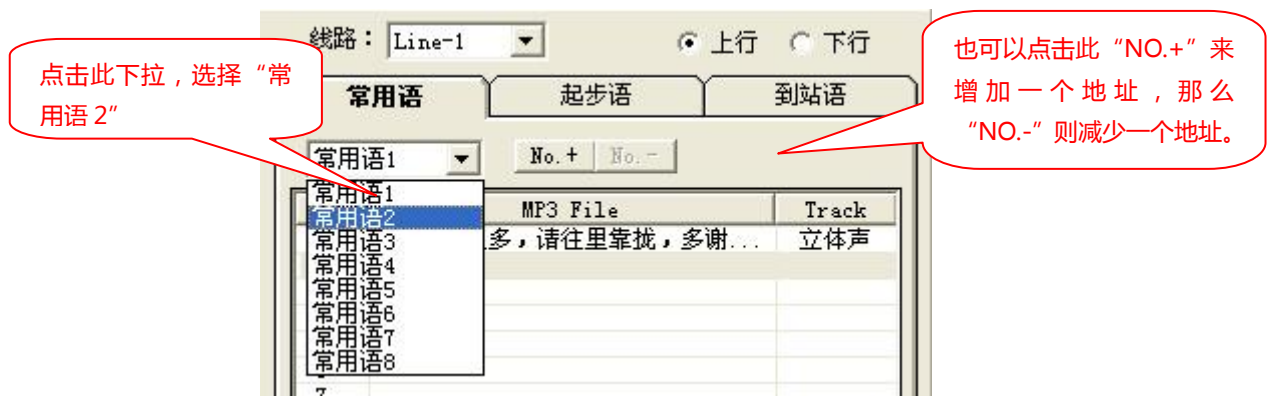 线路：Line-1 上行 下行
点击此下拉，选择“常
用语 2”
也可以点击此“NO.+”来
增加一个地址，那么
“NO.-”则减少一个地址。
常用语 起步语 到站语
常用语1 No.+ No.-
MP3 File Track
多，请往里靠拢，多谢... 立体声
常用语1
常用语2
常用语3
常用语4
常用语5
常用语6
常用语7
常用语8
7